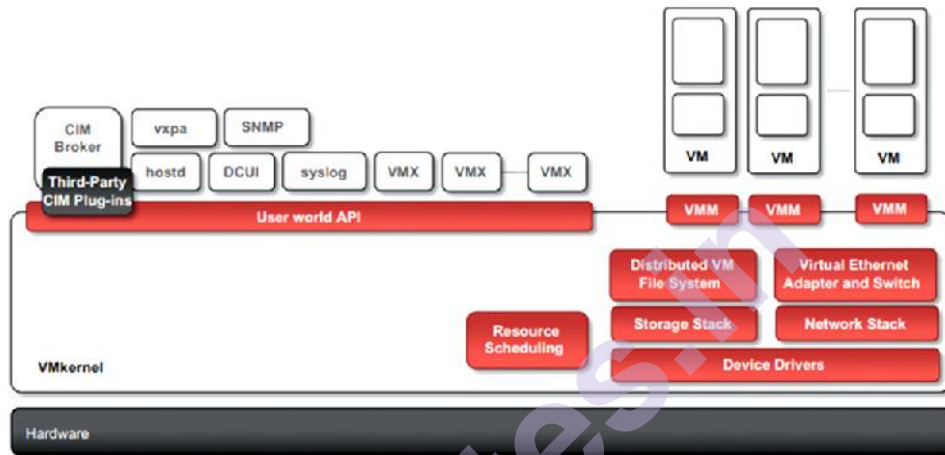 CIM
Broker
vxpa
SNMP
Third-Party
CIM Plug-ins
hostd
DCUI
syslog
VMX
VMX
VMX
VM
VM
VM
User world API
VMM
VMM
VMM
Distributed VM
File System
Virtual Ethernet
Adapter and Switch
Resource
Scheduling
Storage Stack
Network Stack
VMkernel
Device Drivers
Hardware